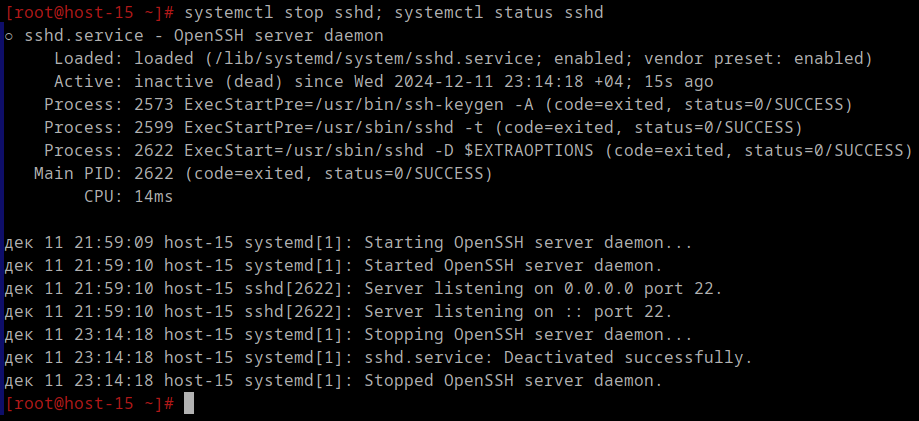 [root@host-15 ~]# systemctl stop sshd; systemctl status sshd
○ sshd.service - OpenSSH server daemon
     Loaded: loaded (/lib/systemd/system/sshd.service; enabled; vendor preset: enabled)
     Active: inactive (dead) since Wed 2024-12-11 23:14:18 +04; 15s ago
    Process: 2573 ExecStartPre=/usr/bin/ssh-keygen -A (code=exited, status=0/SUCCESS)
    Process: 2599 ExecStartPre=/usr/sbin/sshd -t (code=exited, status=0/SUCCESS)
    Process: 2622 ExecStart=/usr/sbin/sshd -D $EXTRAOPTIONS (code=exited, status=0/SUCCESS)
   Main PID: 2622 (code=exited, status=0/SUCCESS)
        CPU: 14ms

дек 11 21:59:09 host-15 systemd[1]: Starting OpenSSH server daemon...
дек 11 21:59:10 host-15 systemd[1]: Started OpenSSH server daemon.
дек 11 21:59:10 host-15 sshd[2622]: Server listening on 0.0.0.0 port 22.
дек 11 21:59:10 host-15 sshd[2622]: Server listening on :: port 22.
дек 11 23:14:18 host-15 systemd[1]: Stopping OpenSSH server daemon...
дек 11 23:14:18 host-15 systemd[1]: sshd.service: Deactivated successfully.
дек 11 23:14:18 host-15 systemd[1]: Stopped OpenSSH server daemon.
[root@host-15 ~]#